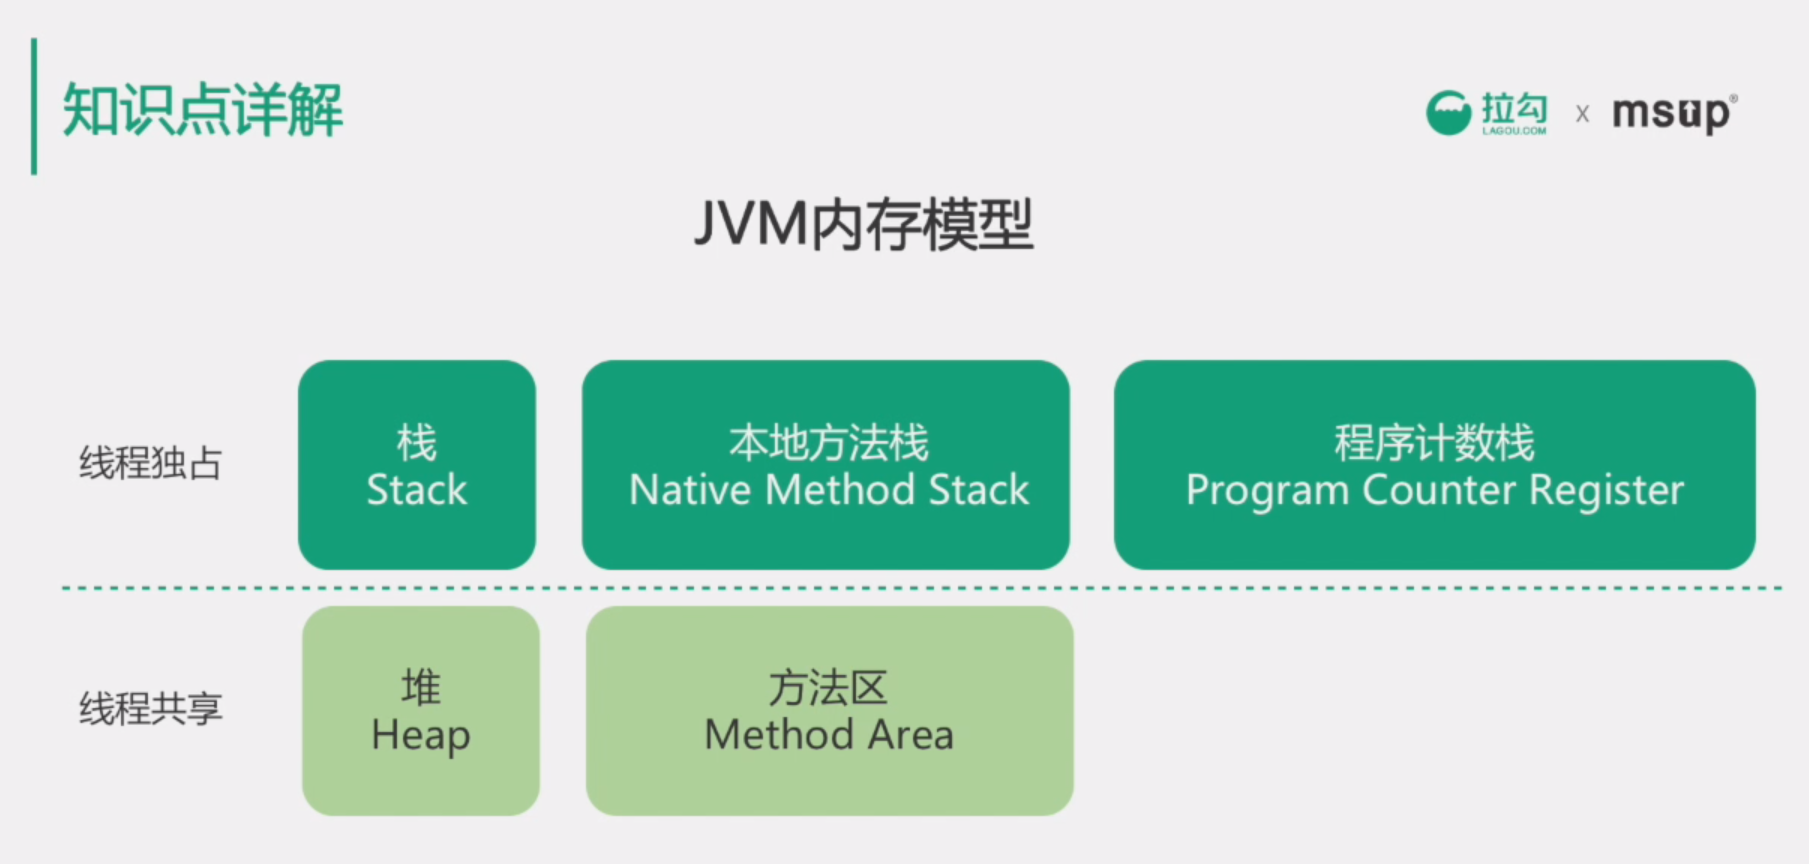 知识点详解
拉勾
LAGOU.COM
x
msup®
JVM内存模型
线程独占
栈
Stack
本地方法栈
Native Method Stack
程序计数栈
Program Counter Register
线程共享
堆
Heap
方法区
Method Area